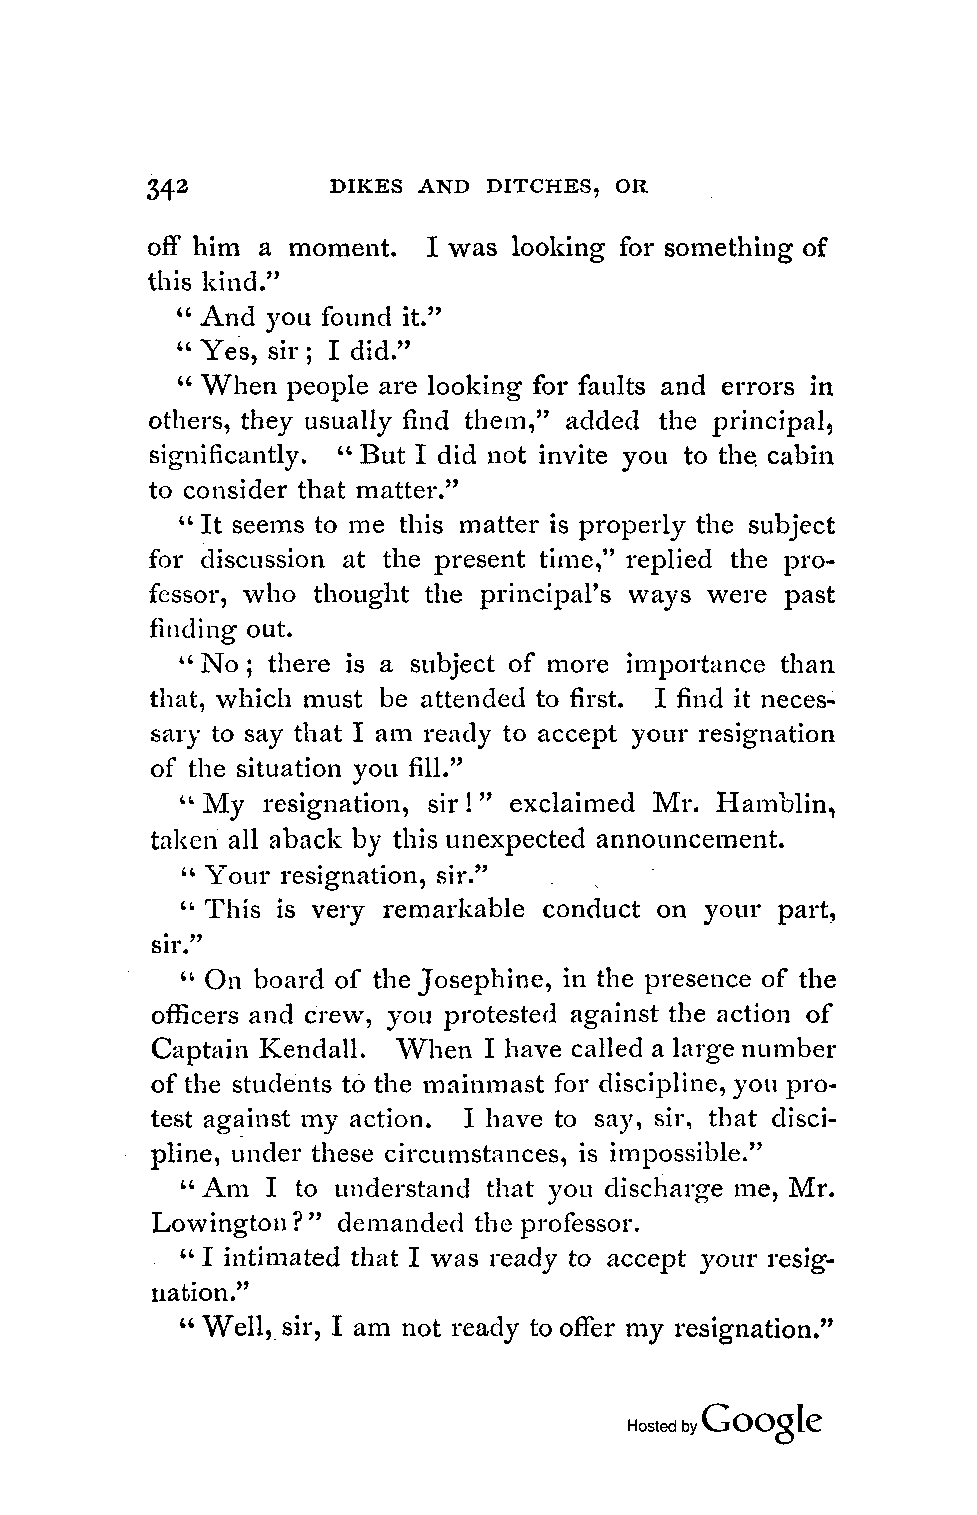 342 DIKES AND DITCHES, OR
off him a moment. I was looking for something of
this kind.”
“ And you found it.”
“ Yes, sir ; I did.”
“ When people are looking for faults and errors in
others, they usually find them,” added the principal,
significantly. “ But I did not invite you to the cabin
to consider that matter.”
“ It seems to me this matter is properly the subject
for discussion at the present time,” replied the pro-
fessor, who thought the principal’s ways were past
finding out.
“ No ; there is a subject of more importance than
that, which must be attended to first. I find it neces-
sary to say that I am ready to accept your resignation
of the situation you fill.”
“ My resignation, sir ! ” exclaimed Mr. Hamblin,
taken all aback by this unexpected announcement.
“ Your resignation, sir.”
“ This is very remarkable conduct on your part,
sir.”
“ On board of the Josephine, in the presence of the
officers and crew, you protested against the action of
Captain Kendall. When I have called a large number
of the students to the mainmast for discipline, you pro-
test against my action. I have to say, sir, that disci-
pline, under these circumstances, is impossible.”
“ Am I to understand that you discharge me, Mr.
Lowington ? ” demanded the professor.
“ I intimated that I was ready to accept your resig-
nation.”
“ Well, sir, I am not ready to offer my resignation.”
Hosted by Google